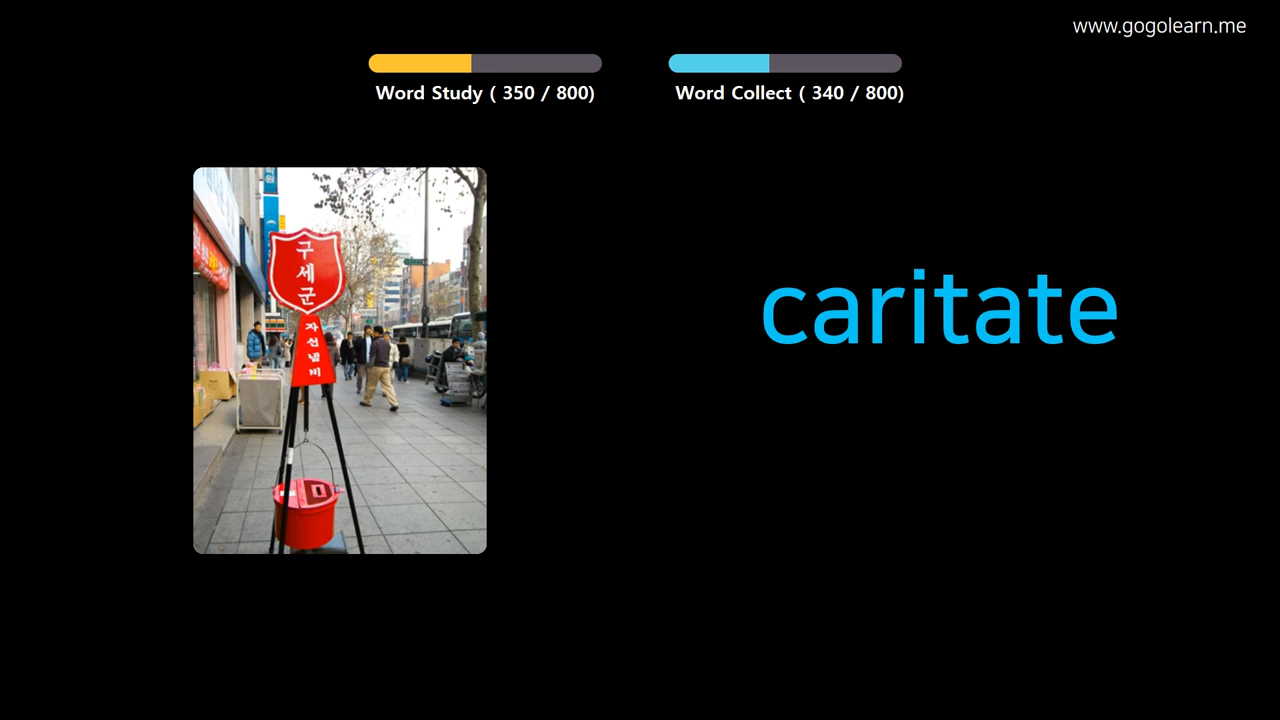 www.gogolearn.me
Word Study ( 350 / 800)
Word Collect ( 340 / 800)
구세군
자선냄비
caritate